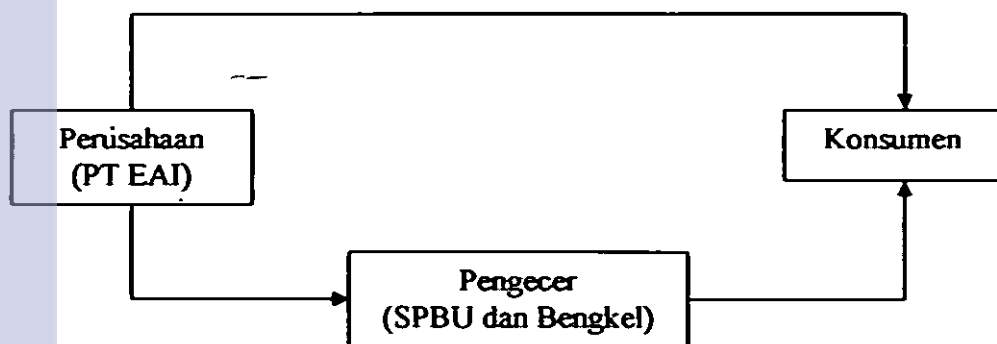 Perusahaan
(PT EAI)
Konsumen
Pengecer
(SPBU dan Bengkel)